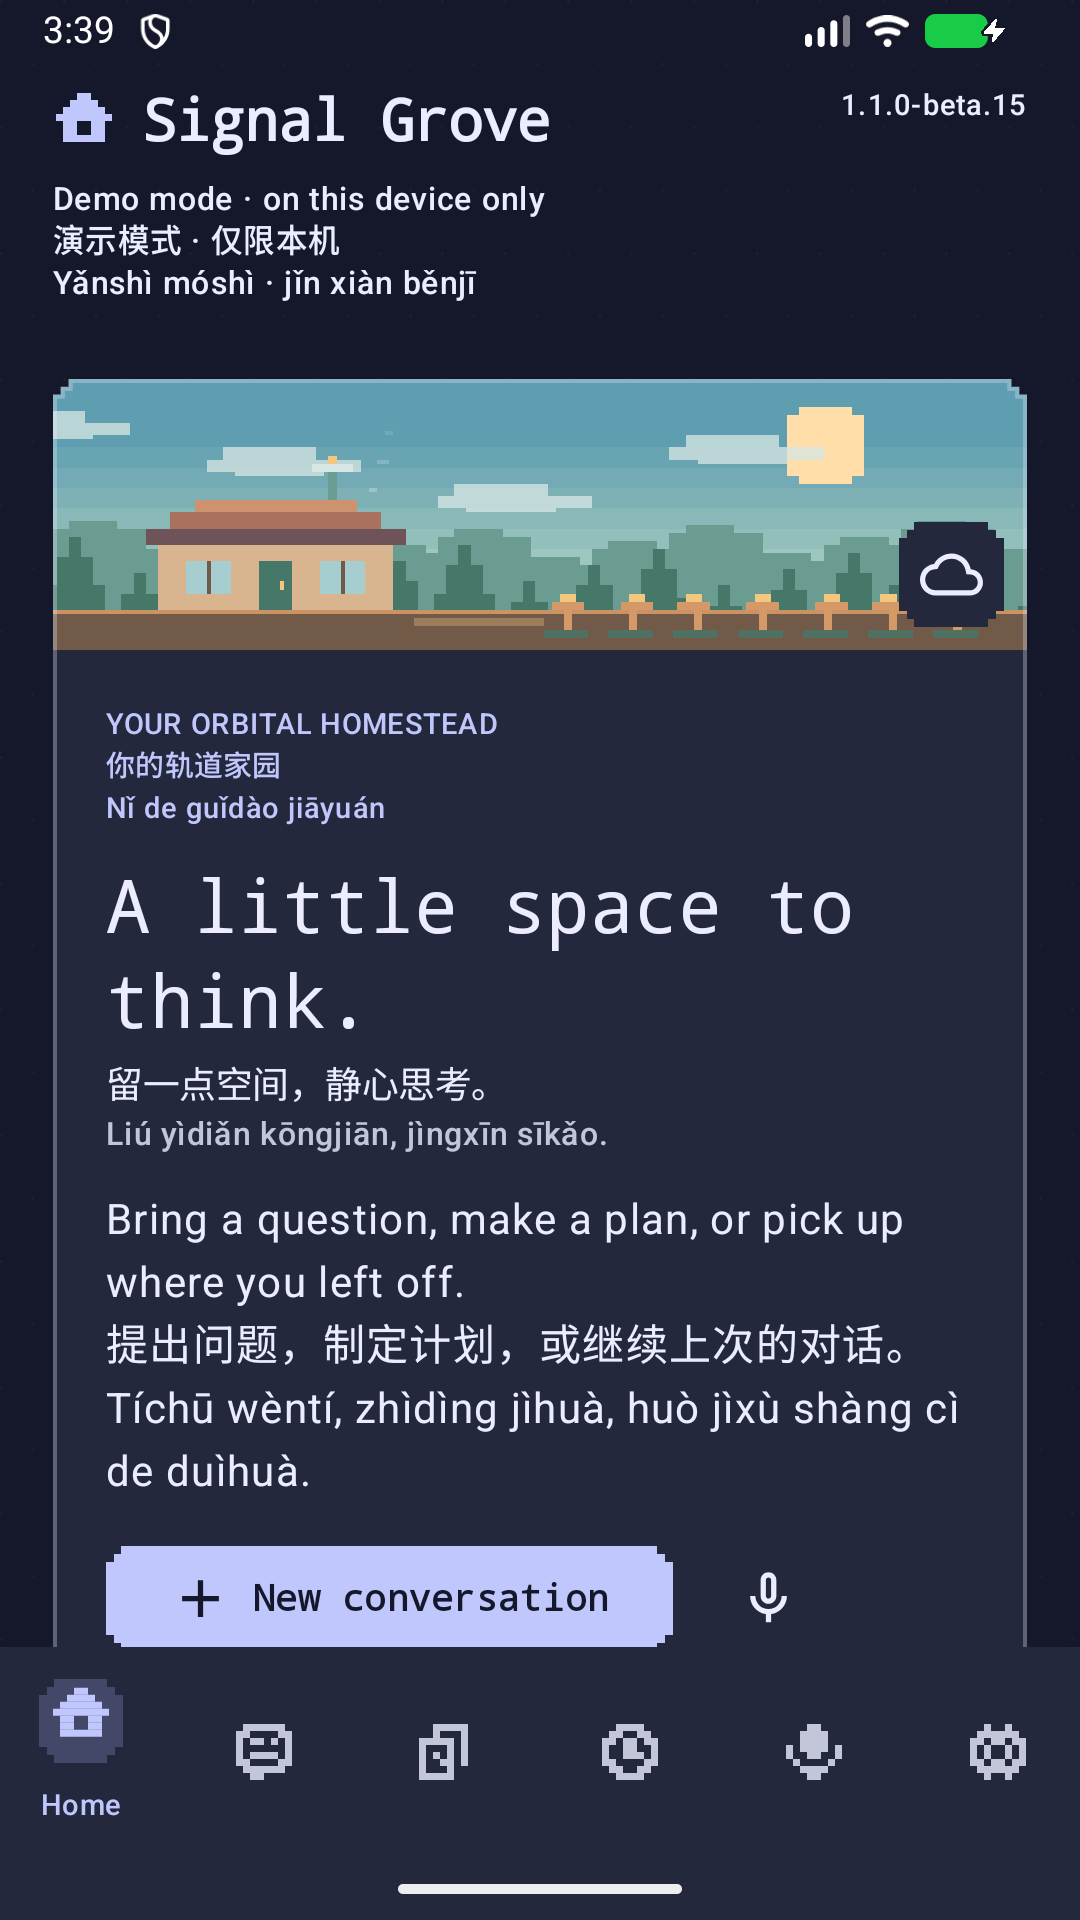 3:39
Signal Grove
1.1.0-beta.15
Demo mode · on this device only
演示模式 · 仅限本机
Yǎnshì móshì · jǐn xiàn běnjī
YOUR ORBITAL HOMESTEAD
你的轨道家园
Nǐ de guǐdào jiāyuán
A little space to
think.
留一点空间，静心思考。
Liú yìdiǎn kōngjiān, jìngxīn sīkǎo.
Bring a question, make a plan, or pick up
where you left off.
提出问题，制定计划，或继续上次的对话。
Tíchū wèntí, zhìdìng jìhuà, huò jìxù shàng cì
de duìhuà.
New conversation
Home